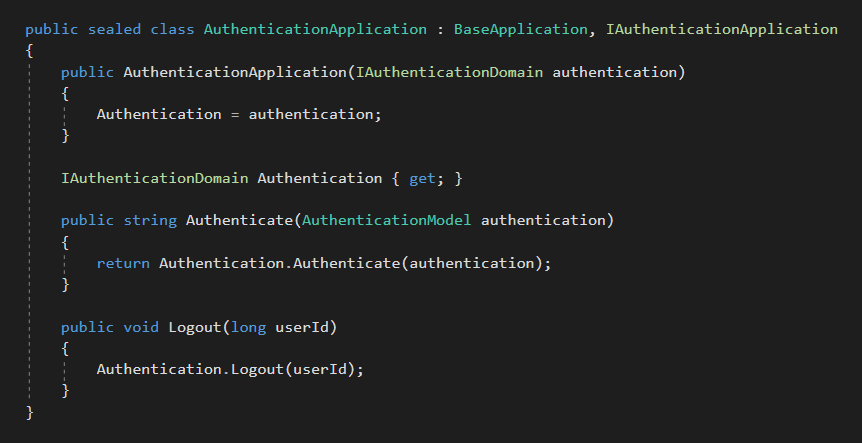 public sealed class AuthenticationApplication : BaseApplication, IAuthenticationApplication
{
    public AuthenticationApplication(IAuthenticationDomain authentication)
    {
        Authentication = authentication;
    }

    IAuthenticationDomain Authentication { get; }

    public string Authenticate(AuthenticationModel authentication)
    {
        return Authentication.Authenticate(authentication);
    }

    public void Logout(long userId)
    {
        Authentication.Logout(userId);
    }
}